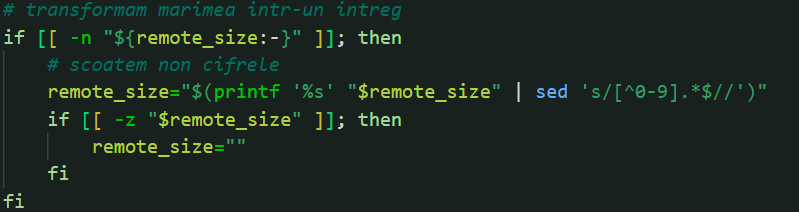 # transformam marimea intr-un intreg
if [[ -n "${remote_size:-}" ]]; then
    # scoatem non cifrele
    remote_size="$(printf '%s' "$remote_size" | sed 's/[^0-9].*$//')"
    if [[ -z "$remote_size" ]]; then
        remote_size=""
    fi
fi